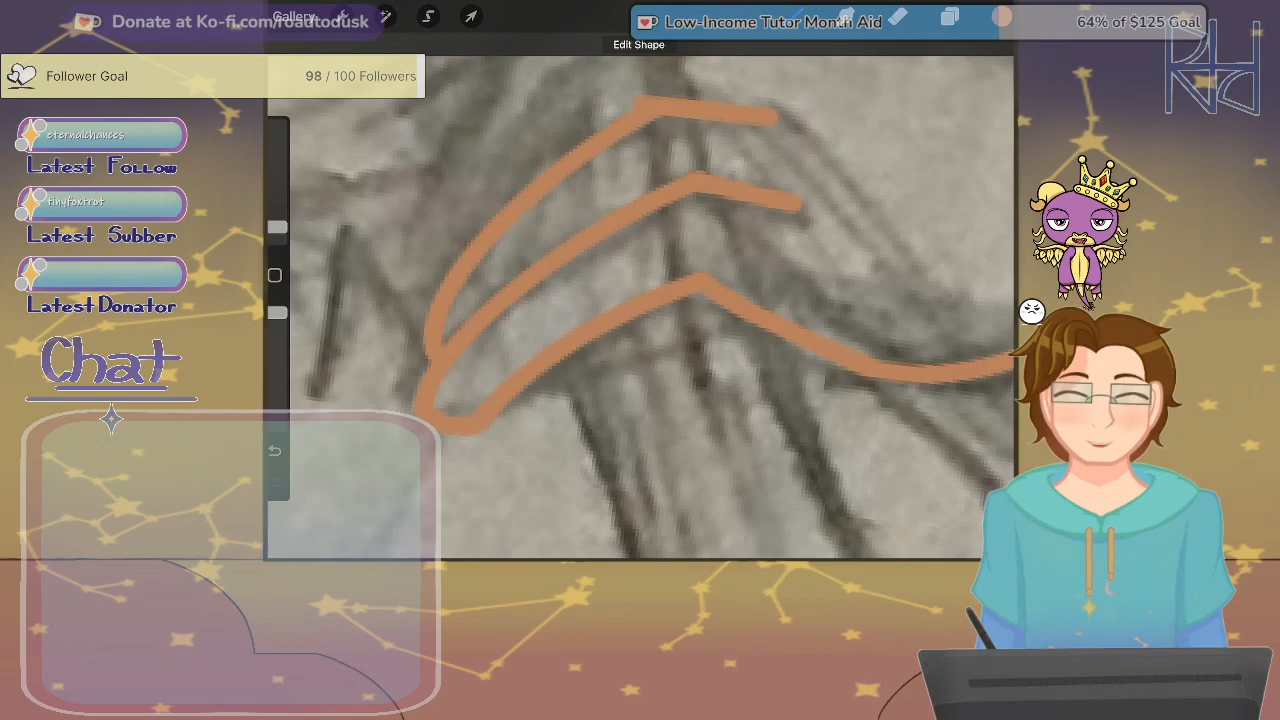 Donate at Ko-fi.com/roadtodusk
Gallery
Low-Income Tutor Month Aid
64% of $125 Goal
Edit Shape
Follower Goal
98 / 100 Followers
eternalchances
Latest Follow
tinyfoxtrot
Latest Subber
Latest Donator
Chat